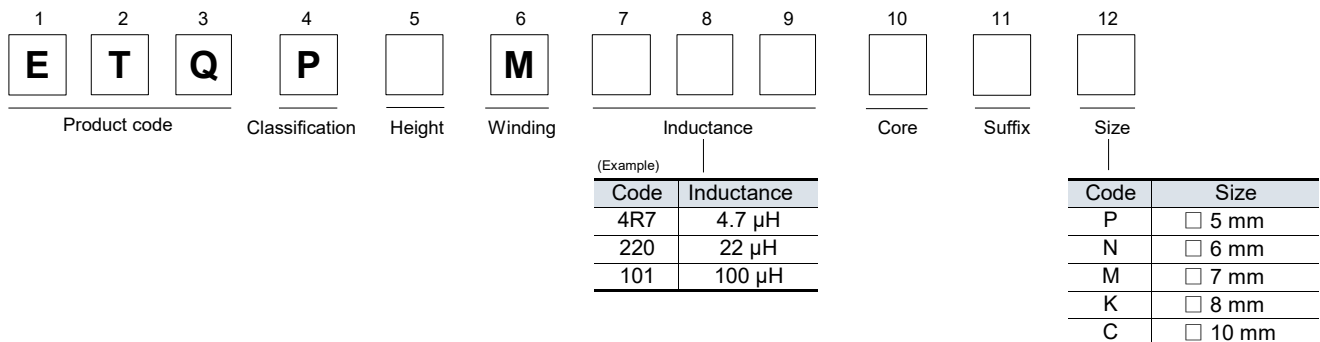 1 2 3 4 5 6 7 8 9 10 11 12
E T Q P M
Product code Classification Height Winding Inductance Core Suffix Size
(Example)
Code Inductance
4R7 4.7 µH
220 22 µH
101 100 µH
Code Size
P □ 5 mm
N □ 6 mm
M □ 7 mm
K □ 8 mm
C □ 10 mm